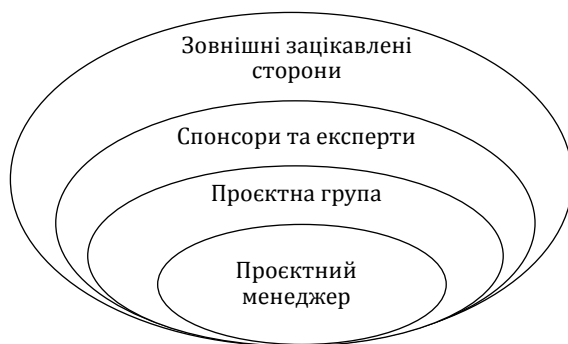 Зовнішні зацікавлені
сторони
Спонсори та експерти
Проєктна група
Проєктний
менеджер